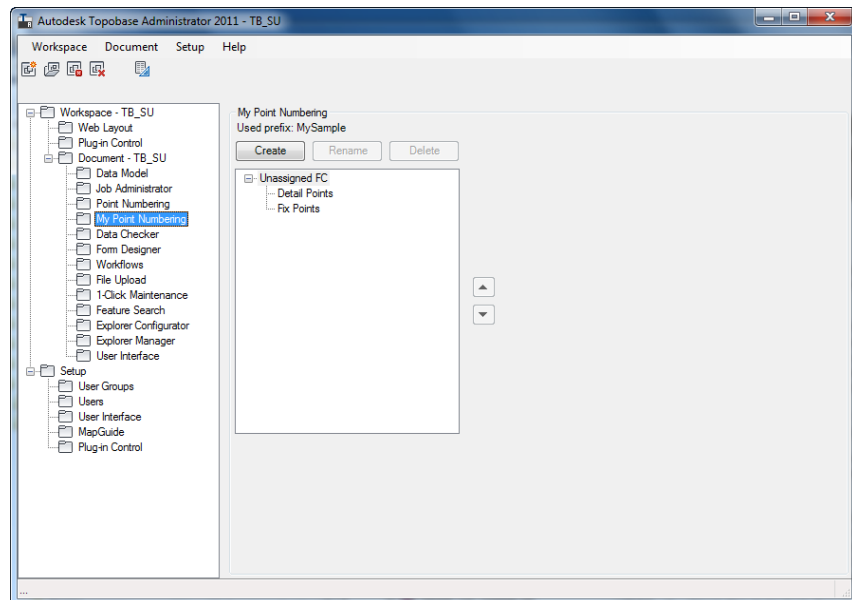 Autodesk Topobase Administrator 2011 - TB_SU
Workspace Document Setup Help
Workspace - TB_SU
Web Layout
Plug-in Control
Document - TB_SU
Data Model
Job Administrator
Point Numbering
My Point Numbering
Data Checker
Form Designer
Workflows
File Upload
1-Click Maintenance
Feature Search
Explorer Configurator
Explorer Manager
User Interface
Setup
User Groups
Users
User Interface
MapGuide
Plug-in Control
My Point Numbering
Used prefix: MySample
Create Rename Delete
Unassigned FC
Detail Points
Fix Points
...